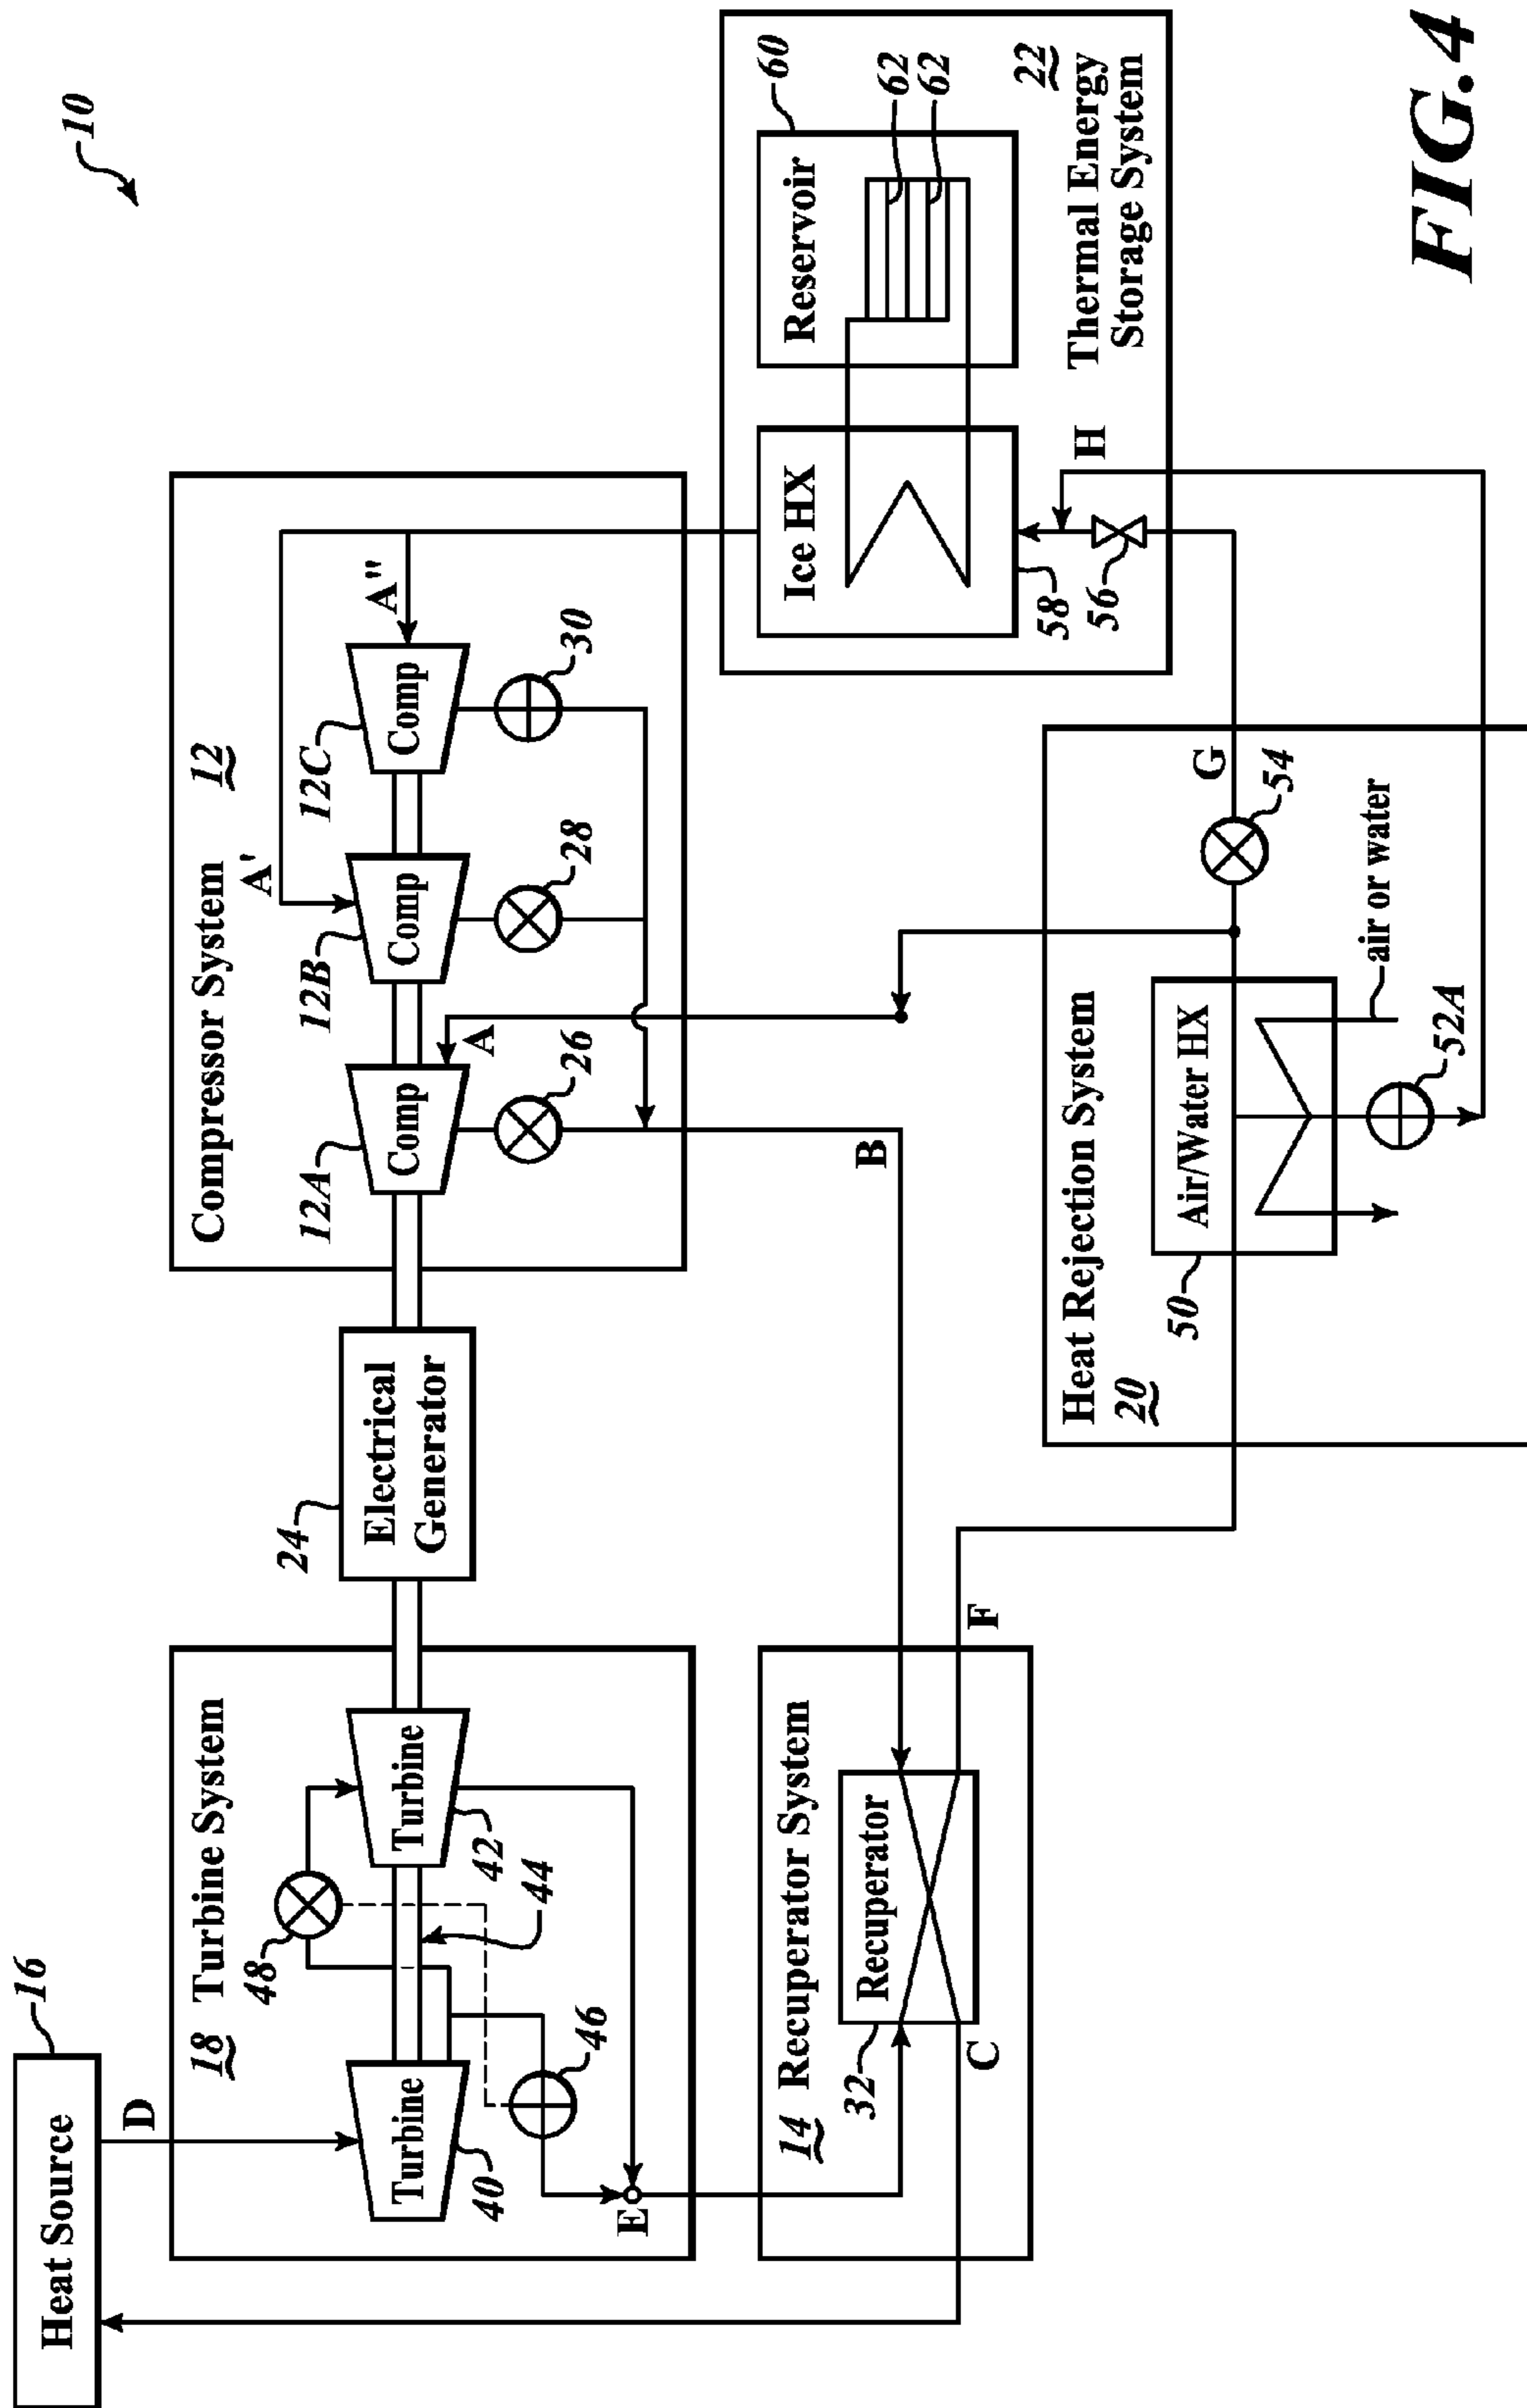 10
Heat Source
16
D
18 Turbine System
Turbine
40
Turbine
42
44
46
48
E
24
Electrical
Generator
Compressor System
12
12A
Comp
12B
Comp
12C
Comp
A
A'
A"
26
28
30
B
14 Recuperator System
32
Recuperator
C
F
Heat Rejection System
20
50
Air/Water HX
52A
air or water
54
G
Ice HX
58
56
H
Reservoir
60
62
62
22
Thermal Energy
Storage System
FIG.4